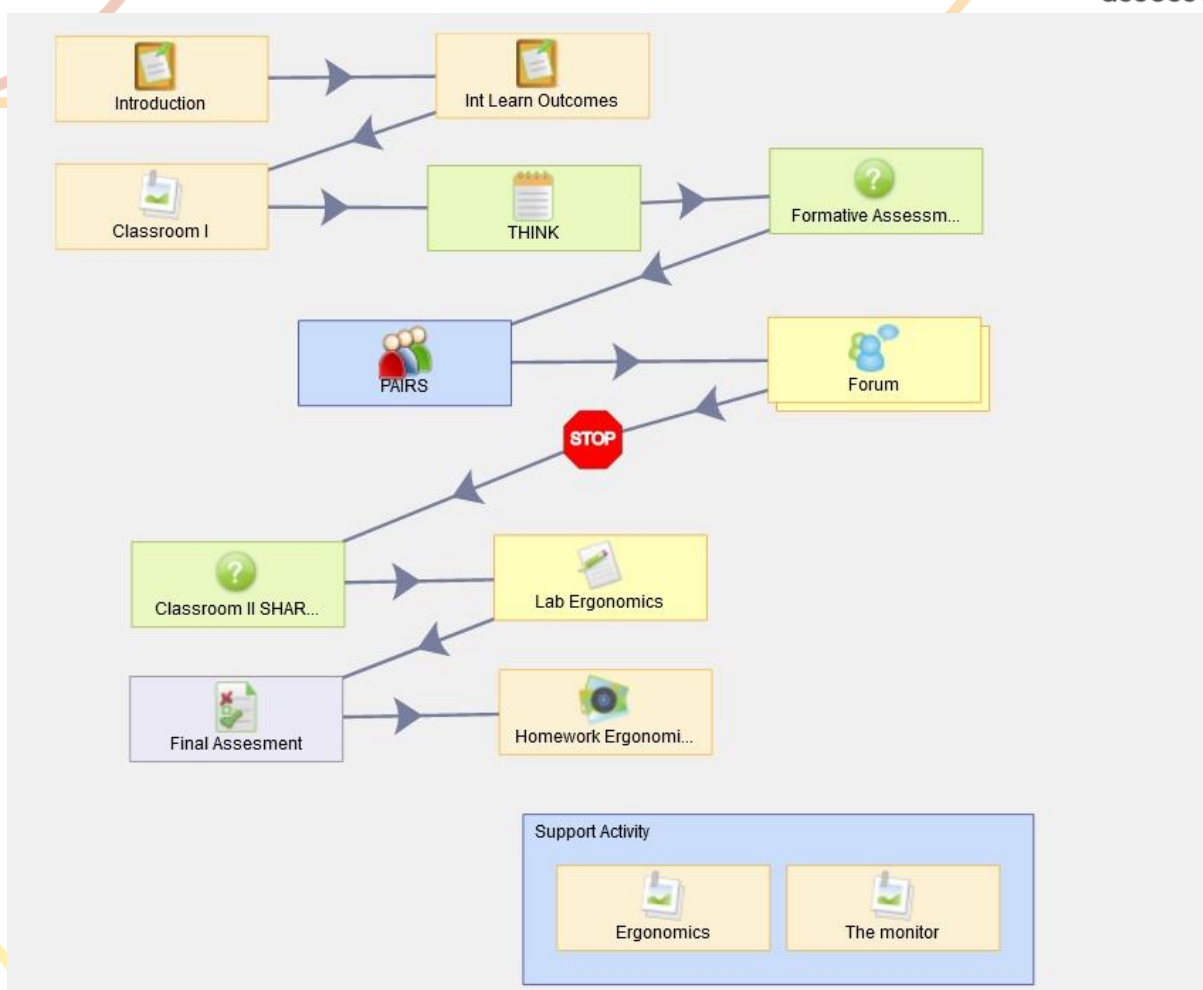 Introduction
Int Learn Outcomes
Classroom I
THINK
Formative Assessm...
PAIRS
Forum
STOP
Classroom II SHAR...
Lab Ergonomics
Final Assesment
Homework Ergonomi...
Support Activity
Ergonomics
The monitor